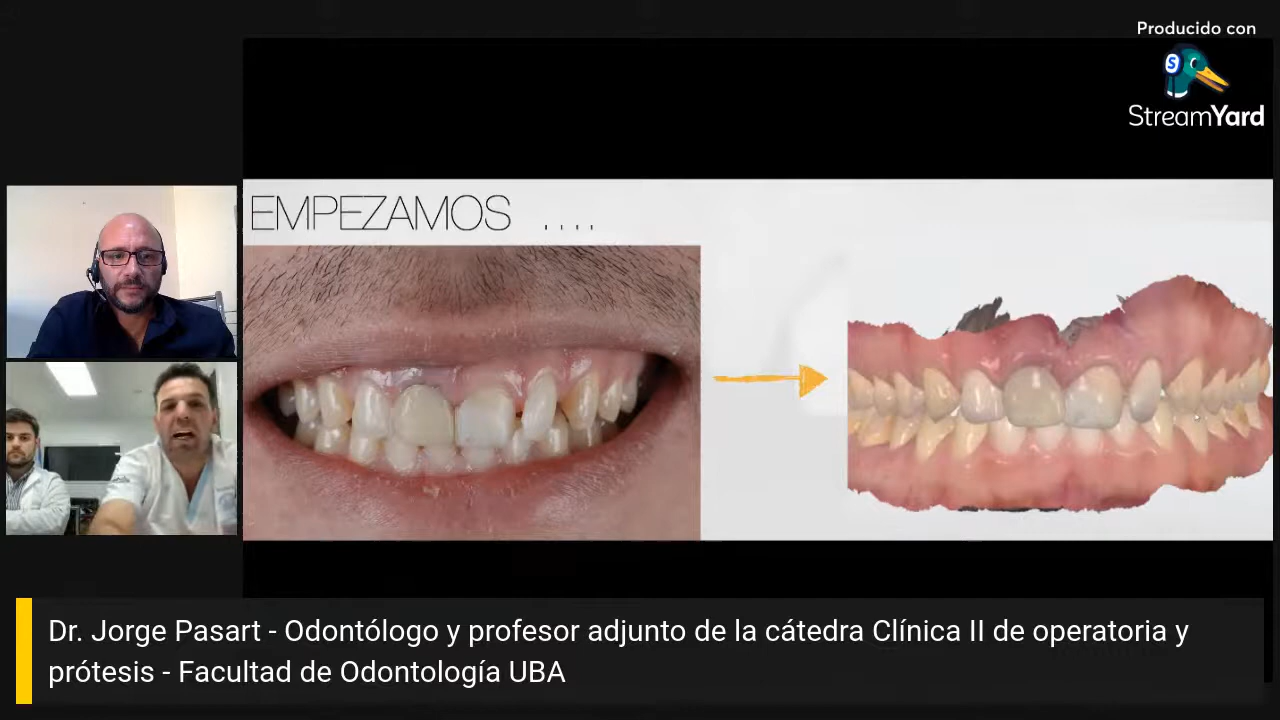 Producido con
S
StreamYard
EMPEZAMOS ....
Dr. Jorge Pasart - Odontólogo y profesor adjunto de la cátedra Clínica II de operatoria y
prótesis - Facultad de Odontología UBA